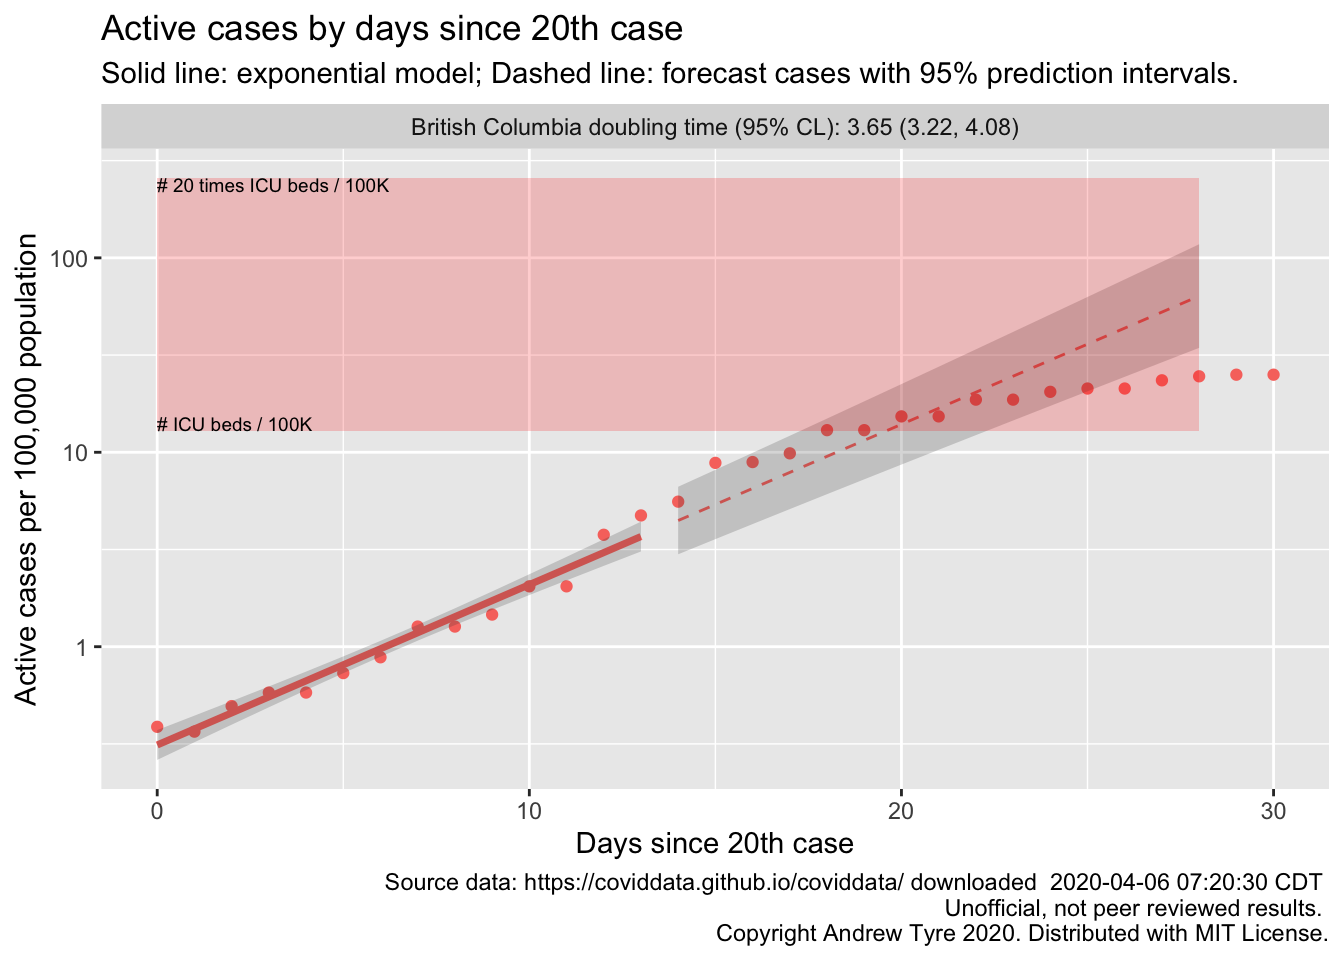 Active cases by days since 20th case
Solid line: exponential model; Dashed line: forecast cases with 95% prediction intervals.
British Columbia doubling time (95% CL): 3.65 (3.22, 4.08)
# 20 times ICU beds / 100K
# ICU beds / 100K
Active cases per 100,000 population
100
10
1
0
10
20
30
Days since 20th case
Source data: https://coviddata.github.io/coviddata/ downloaded  2020-04-06 07:20:30 CDT
Unofficial, not peer reviewed results.
Copyright Andrew Tyre 2020. Distributed with MIT License.